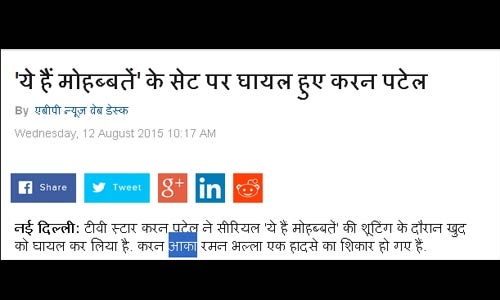 'ये हैं मोहब्बतें' के सेट पर घायल हुए करन पटेल
By एबीपी न्यूज़ वेब डेस्क
Wednesday, 12 August 2015 10:17 AM
f Share Tweet g+ in
नई दिल्ली: टीवी स्टार करन पटेल ने सीरियल 'ये हैं मोहब्बतें' की शूटिंग के दौरान खुद
को घायल कर लिया है. करन आका रमन भल्ला एक हादसे का शिकार हो गए हैं.